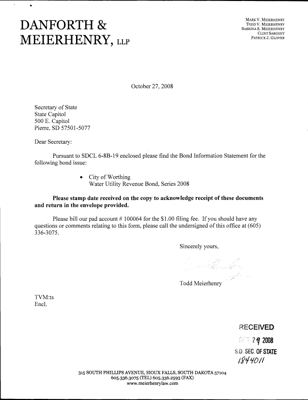 DANFORTH &
MEIERHENRY, LLP
MARK V. MEIERHENRY
TODD V. MEIERHENRY
SABRINA S. MEIERHENRY
CLINT SARGENT
PATRICK J. GLOVER
October 27, 2008
Secretary of State
State Capitol
500 E. Capitol
Pierre, SD 57501-5077
Dear Secretary:
Pursuant to SDCL 6-8B-19 enclosed please find the Bond Information Statement for the
following bond issue:
• City of Worthing
Water Utility Revenue Bond, Series 2008
Please stamp date received on the copy to acknowledge receipt of these documents
and return in the envelope provided.
Please bill our pad account # 100064 for the $1.00 filing fee. If you should have any
questions or comments relating to this form, please call the undersigned of this office at (605)
336-3075.
Sincerely yours,
Todd Meierhenry
TVM:ts
Encl.
RECEIVED
29 2008
S.D. SEC. OF STATE
1844011
315 SOUTH PHILLIPS AVENUE, SIOUX FALLS, SOUTH DAKOTA 57104
605.336.3075 (TEL) 605.336.2593 (FAX)
www.meierhenrylaw.com